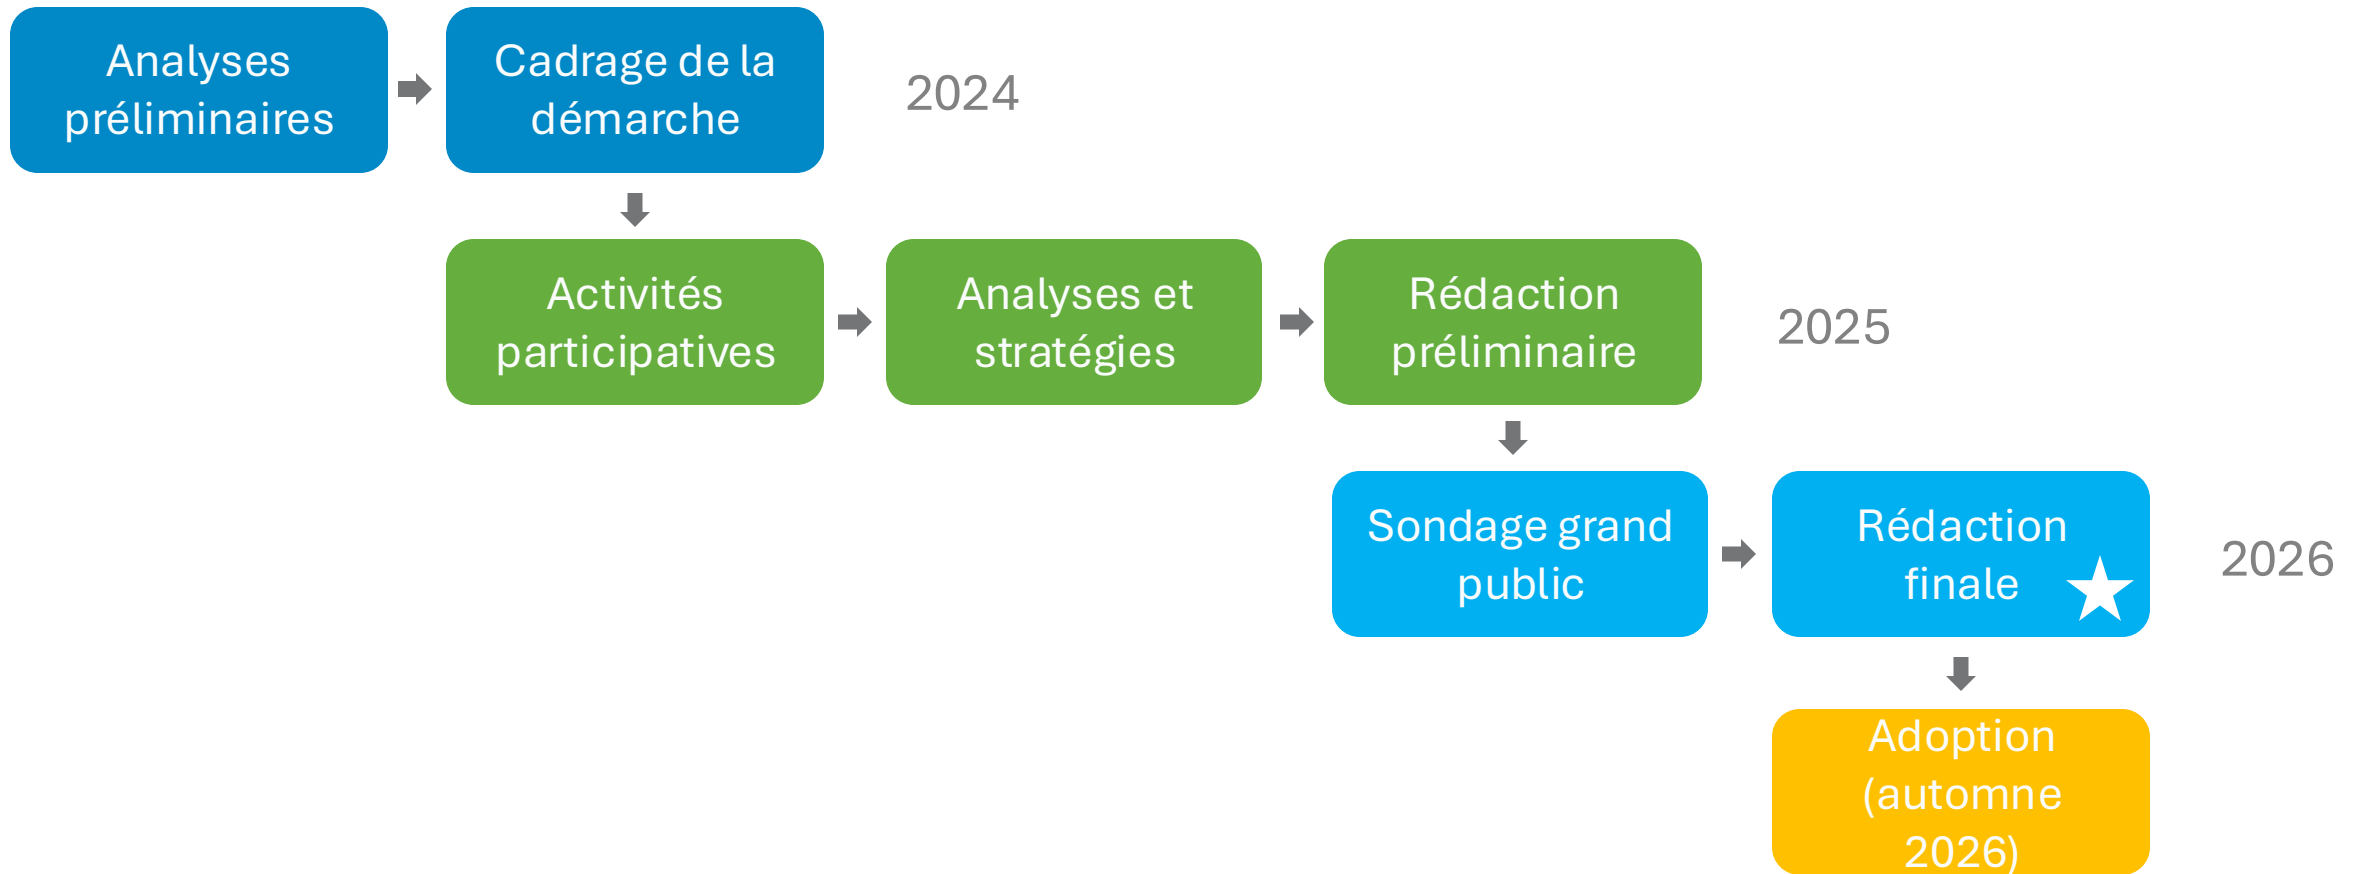 Analyses
préliminaires
Cadrage de la
démarche
2024
Activités
participatives
Analyses et
stratégies
Rédaction
préliminaire
2025
Sondage grand
public
Rédaction
finale
2026
Adoption
(automne
2026)